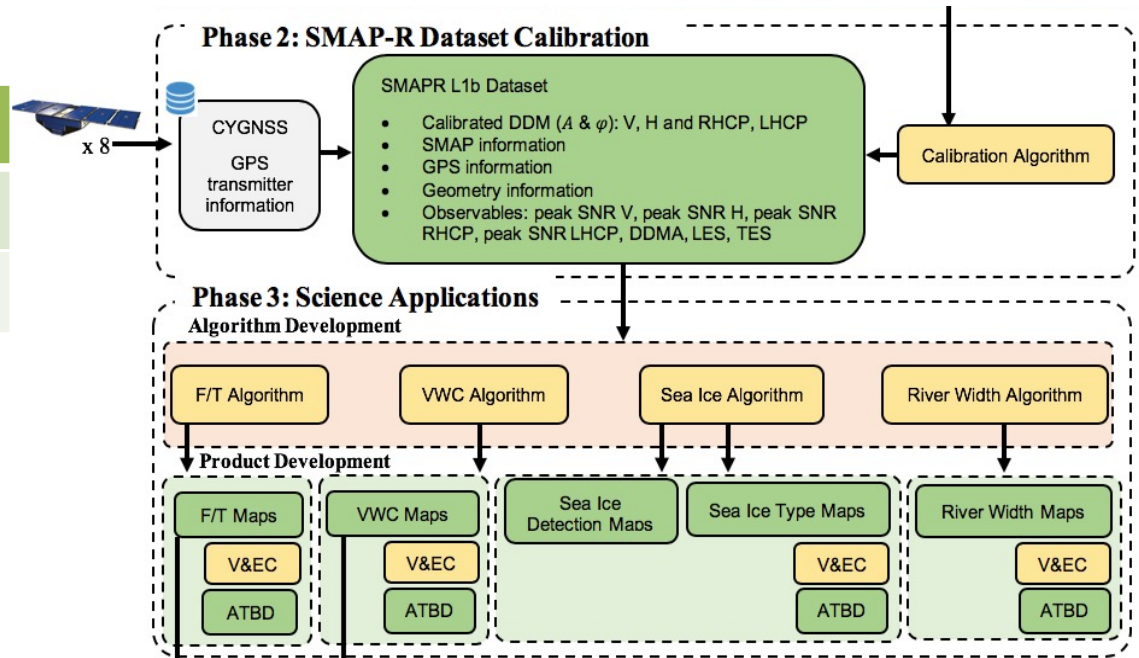 Phase 2: SMAP-R Dataset Calibration
x 8
CYGNSS
GPS
transmitter
information
SMAPR L1b Dataset
• Calibrated DDM (A & φ): V, H and RHCP, LHCP
• SMAP information
• GPS information
• Geometry information
• Observables: peak SNR V, peak SNR H, peak SNR
RHCP, peak SNR LHCP, DDMA, LES, TES
Calibration Algorithm
Phase 3: Science Applications
Algorithm Development
F/T Algorithm
VWC Algorithm
Sea Ice Algorithm
River Width Algorithm
Product Development
F/T Maps
V&EC
ATBD
VWC Maps
V&EC
ATBD
Sea Ice
Detection Maps
Sea Ice Type Maps
V&EC
ATBD
River Width Maps
V&EC
ATBD